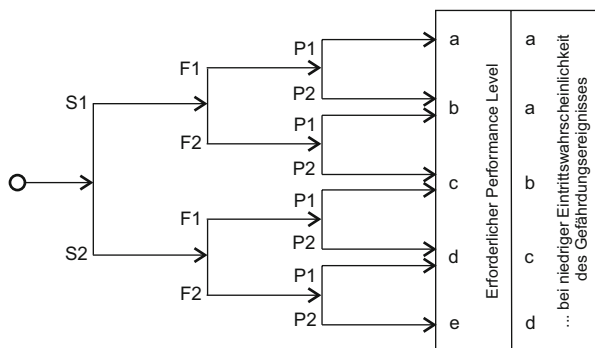 S1
S2
F1
F2
F1
F2
P1
P2
P1
P2
P1
P2
P1
P2
a
b
c
d
e
Erforderlicher Performance Level
a
a
b
c
d
... bei niedriger Eintrittswahrscheinlichkeit
des Gefährdungsereignisses